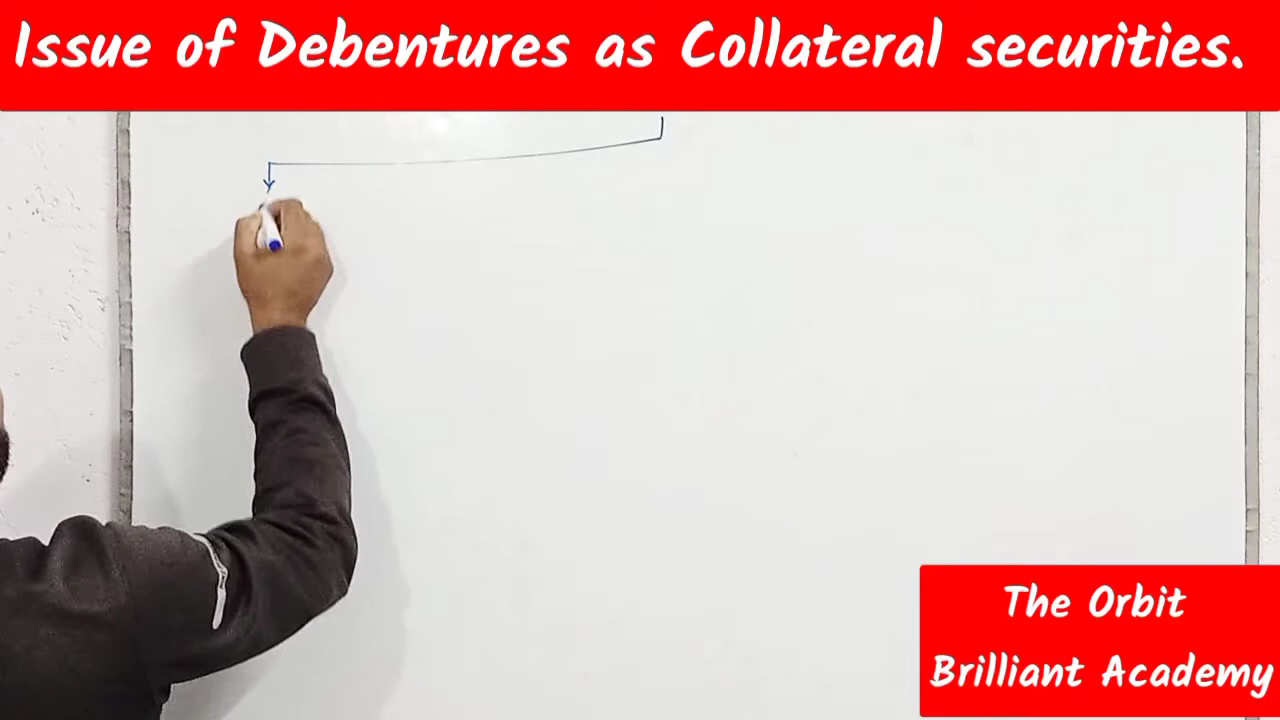 Issue of Debentures as Collateral securities.
The Orbit
Brilliant Academy